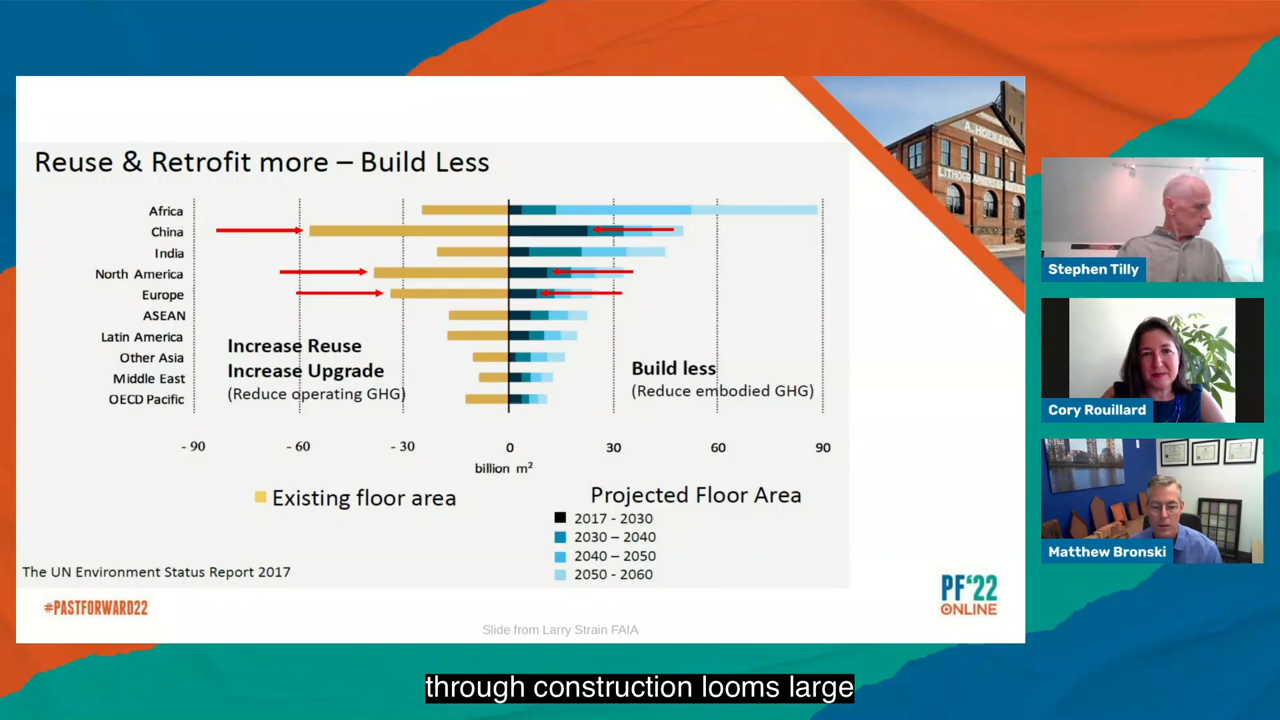 A. HOEN & CO.
Reuse & Retrofit more – Build Less
Africa
China
India
North America
Europe
ASEAN
Latin America
Other Asia
Middle East
OECD Pacific
Increase Reuse
Increase Upgrade
(Reduce operating GHG)
Build less
(Reduce embodied GHG)
- 90
- 60
- 30
0
30
60
90
billion m²
Existing floor area
Projected Floor Area
2017 - 2030
2030 – 2040
2040 – 2050
2050 - 2060
The UN Environment Status Report 2017
#PASTFORWARD22
Slide from Larry Strain FAIA
PF'22
ONLINE
Stephen Tilly
Cory Rouillard
Matthew Bronski
through construction looms large